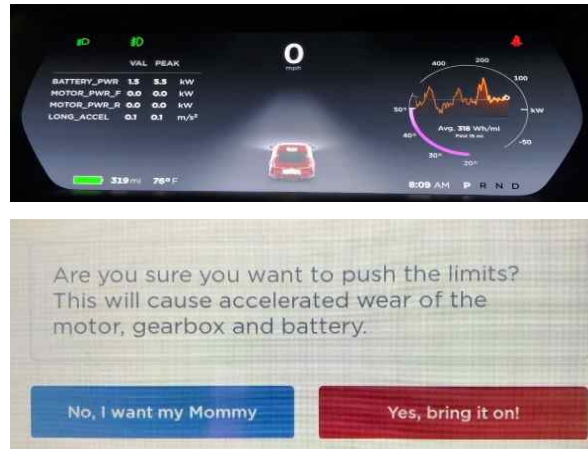 0
mph
VAL PEAK
BATTERY_PWR 1.5 5.5 kW
MOTOR_PWR_F 0.0 0.0 kW
MOTOR_PWR_R 0.0 0.0 kW
LONG_ACCEL 0.1 0.1 m/s²
319 mi 76° F
400 200 100
kW
-50
50° 40° 30° 20°
Avg. 318 Wh/mi
Past 15 mi
8:09 AM P R N D
Are you sure you want to push the limits?
This will cause accelerated wear of the
motor, gearbox and battery.
No, I want my Mommy
Yes, bring it on!